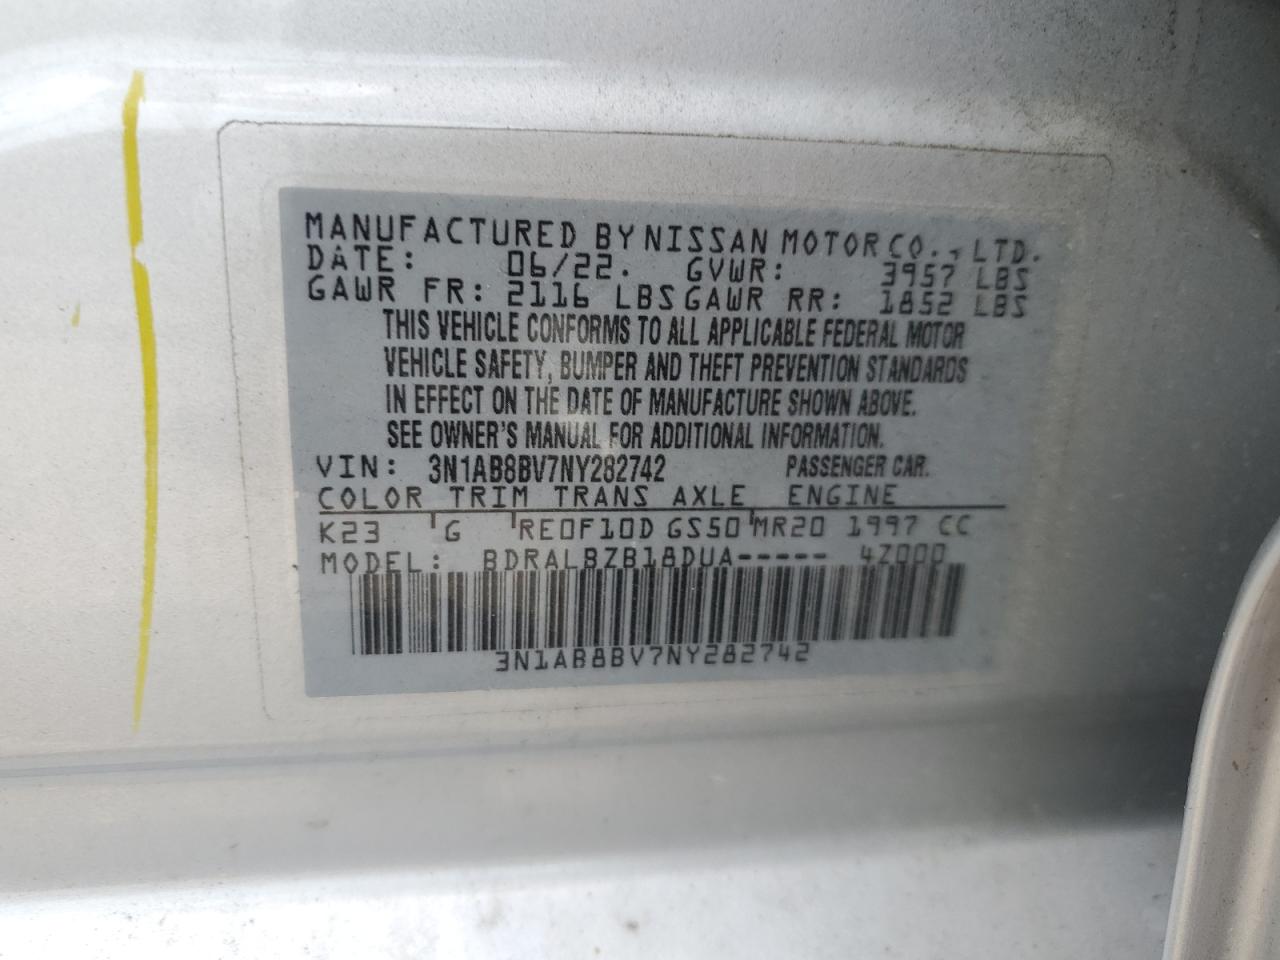 MANUFACTURED BY NISSAN MOTOR CO., LTD.
DATE: 06/22. GVWR: 3957 LBS
GAWR FR: 2116 LBS GAWR RR: 1852 LBS
THIS VEHICLE CONFORMS TO ALL APPLICABLE FEDERAL MOTOR
VEHICLE SAFETY, BUMPER AND THEFT PREVENTION STANDARDS
IN EFFECT ON THE DATE OF MANUFACTURE SHOWN ABOVE.
SEE OWNER'S MANUAL FOR ADDITIONAL INFORMATION.
VIN: 3N1AB8BV7NY282742 PASSENGER CAR.
COLOR TRIM TRANS AXLE ENGINE
K23 G RE0F10D GS50 MR20 1997 CC
MODEL: BDRALBZB18DUA----- 4Z000
3N1AB8BV7NY282742